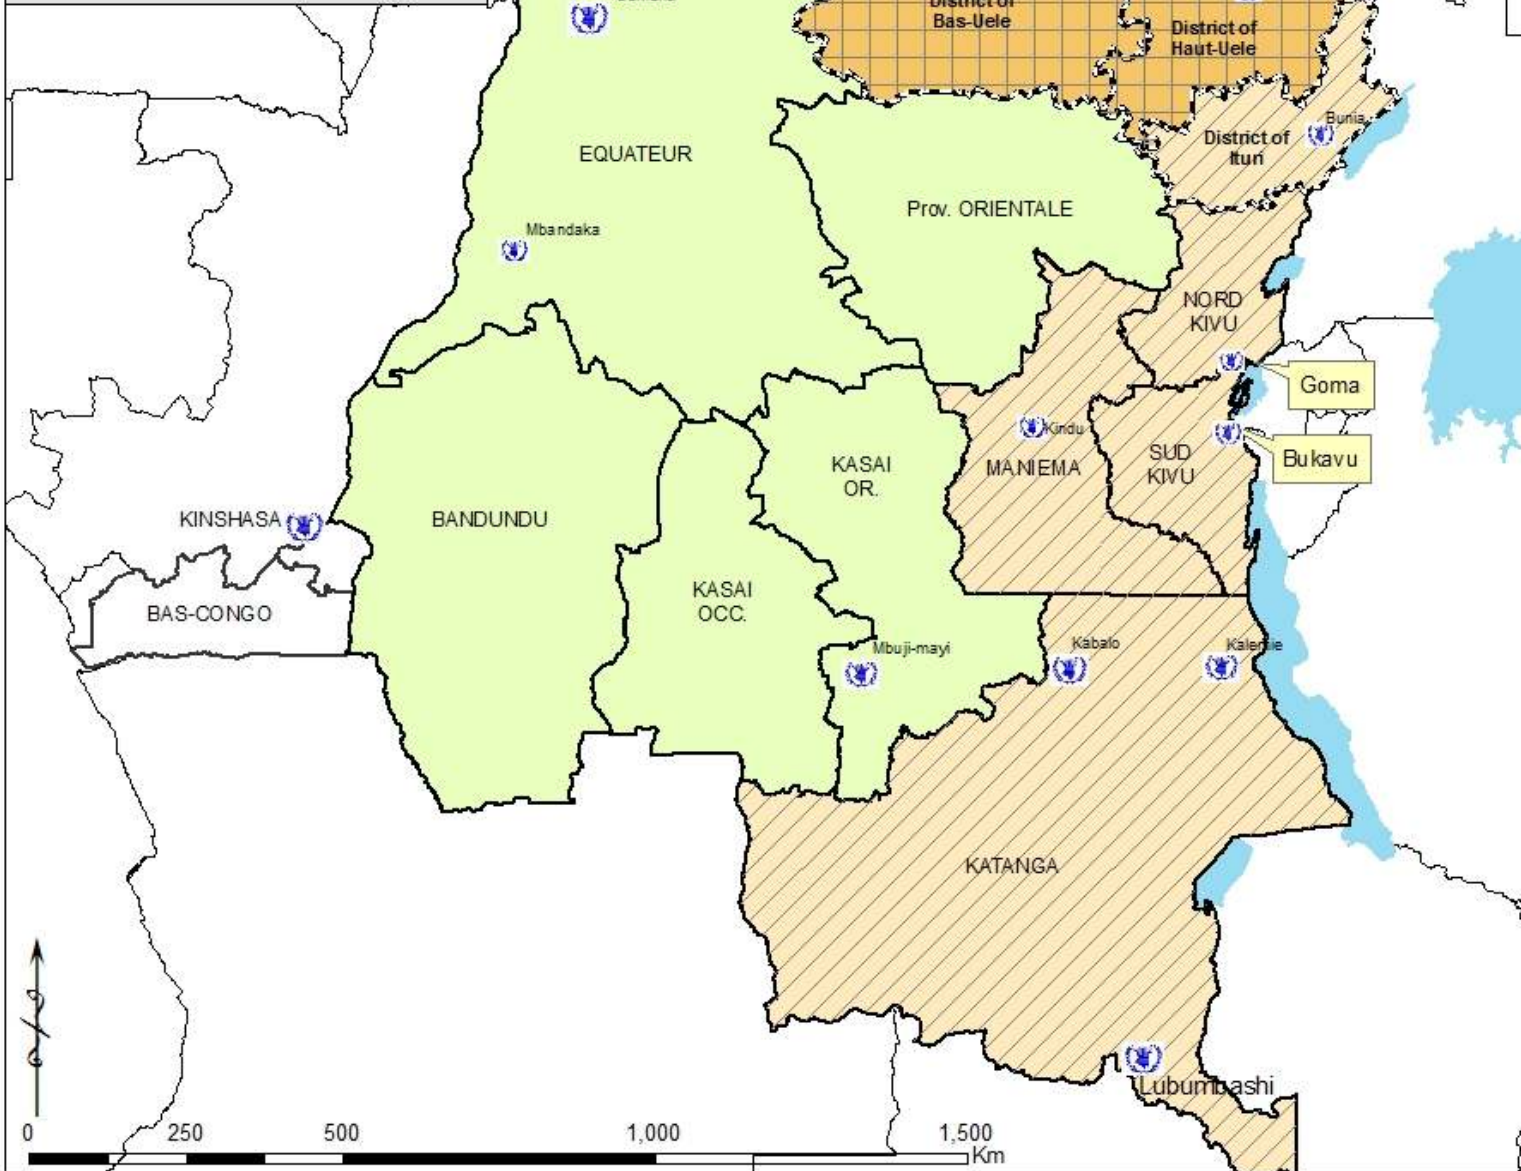 District of
Bas-Uele
District of
Haut-Uele
Bunia
District of
Ituri
EQUATEUR
Prov. ORIENTALE
Mbandaka
NORD
KIVU
Goma
Kindu
MANIEMA
SUD
KIVU
Bukavu
KASAI
OR.
KINSHASA
BANDUNDU
KASAI
OCC.
BAS-CONGO
Mbuji-mayi
Kabalo
Kalemie
KATANGA
Lubumbashi
0 250 500 1,000 1,500
Km